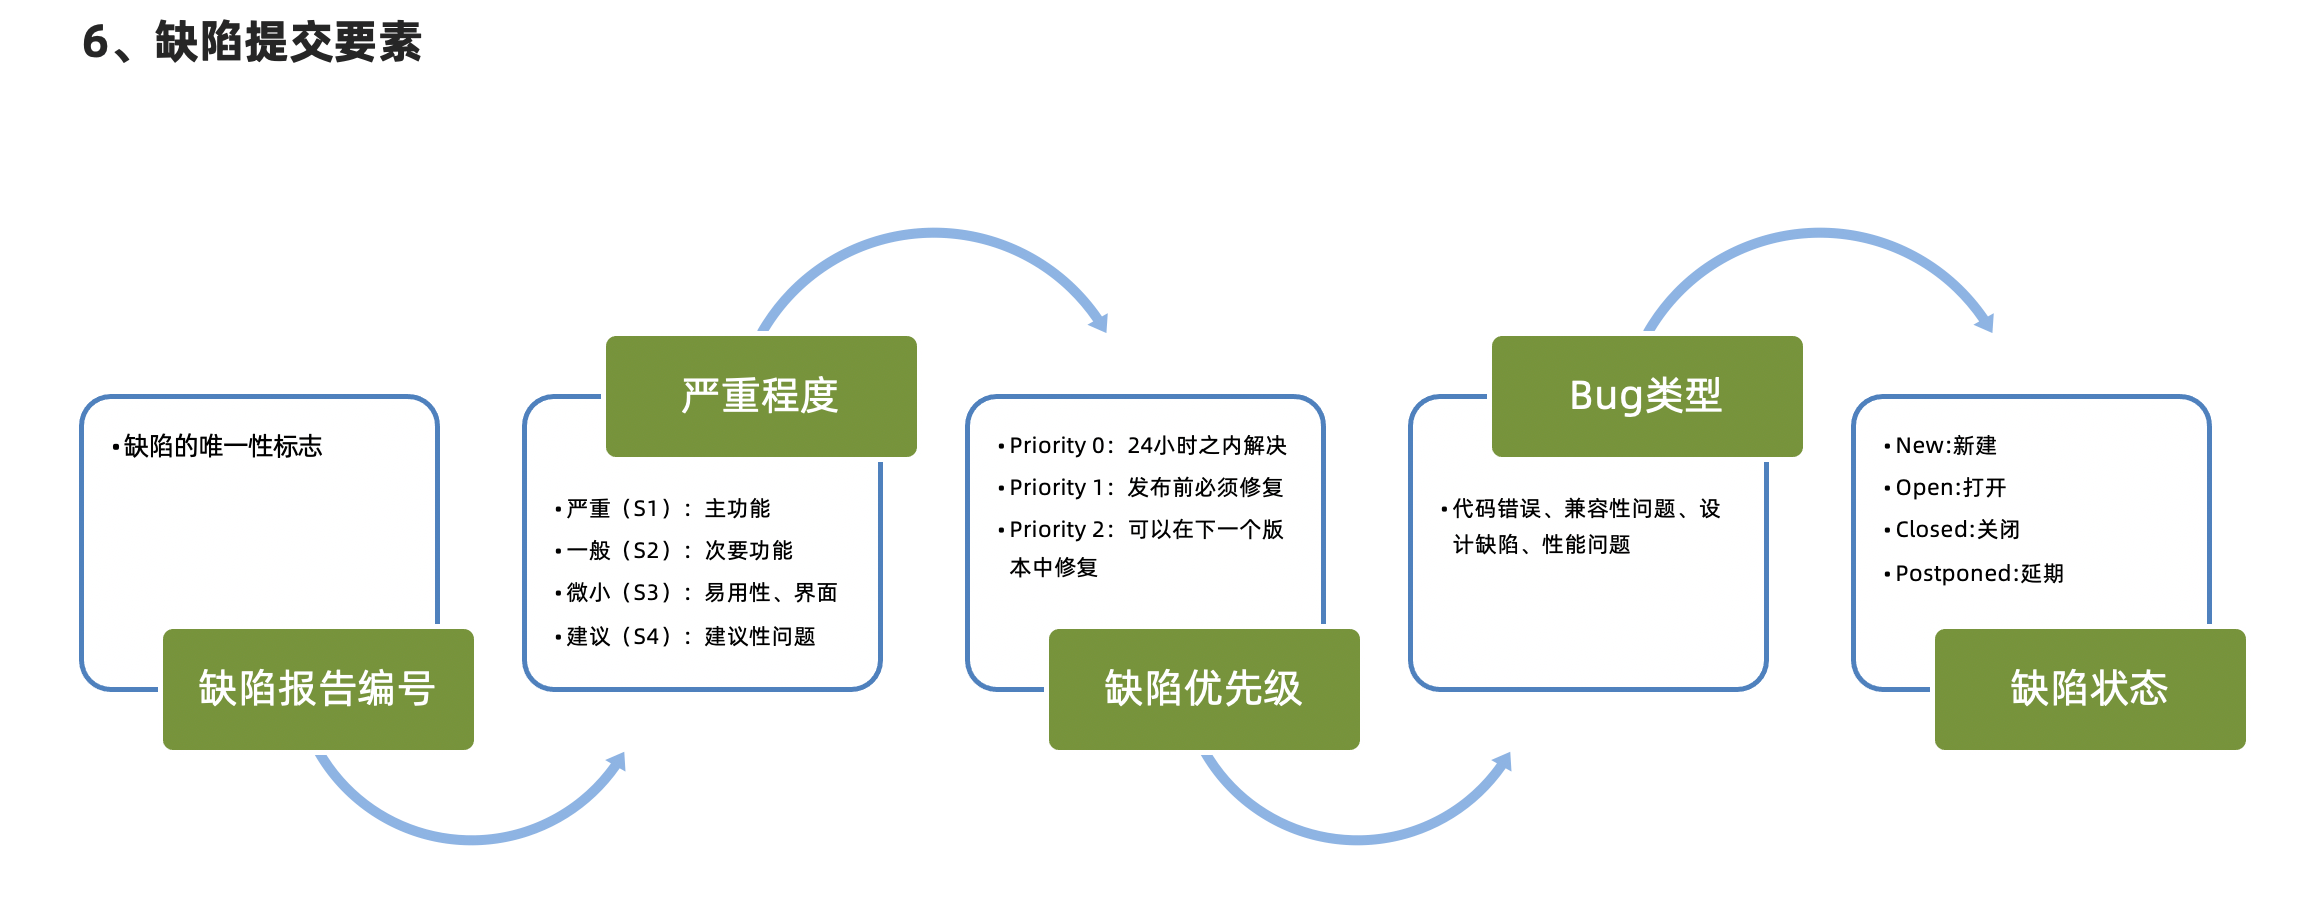 6、缺陷提交要素
•缺陷的唯一性标志
缺陷报告编号
严重程度
•严重（S1）：主功能
•一般（S2）：次要功能
•微小（S3）：易用性、界面
•建议（S4）：建议性问题
•Priority 0：24小时之内解决
•Priority 1：发布前必须修复
•Priority 2：可以在下一个版
本中修复
缺陷优先级
Bug类型
•代码错误、兼容性问题、设
计缺陷、性能问题
•New:新建
•Open:打开
•Closed:关闭
•Postponed:延期
缺陷状态